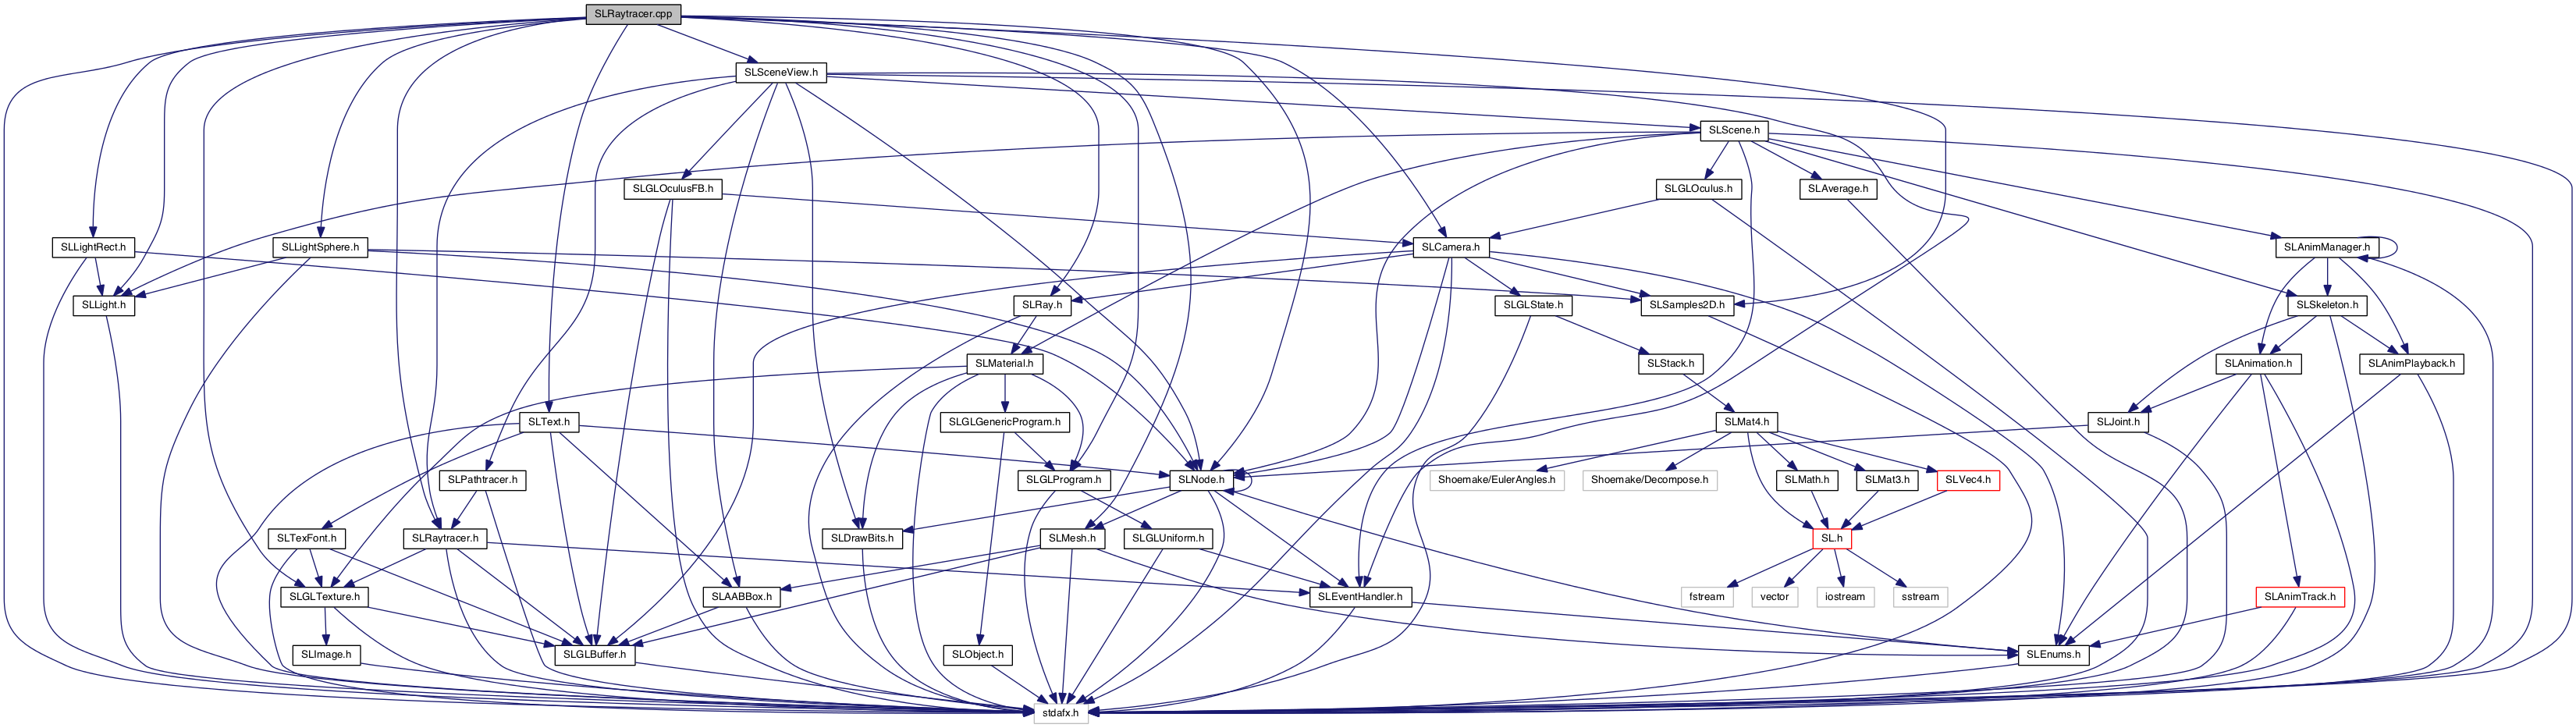 SLRaytracer.cpp
SLSceneView.h
SLScene.h
SLGLOculusFB.h
SLGLOculus.h
SLAverage.h
SLLightRect.h
SLLightSphere.h
SLCamera.h
SLAnimManager.h
SLLight.h
SLRay.h
SLGLState.h
SLSamples2D.h
SLSkeleton.h
SLMaterial.h
SLStack.h
SLAnimation.h
SLAnimPlayback.h
SLText.h
SLGLGenericProgram.h
SLMat4.h
SLJoint.h
SLPathtracer.h
SLGLProgram.h
SLNode.h
Shoemake/EulerAngles.h
Shoemake/Decompose.h
SLMath.h
SLMat3.h
SLVec4.h
SLTexFont.h
SLRaytracer.h
SLDrawBits.h
SLMesh.h
SLGLUniform.h
SL.h
SLGLTexture.h
SLAABBox.h
SLEventHandler.h
fstream
vector
iostream
sstream
SLAnimTrack.h
SLImage.h
SLGLBuffer.h
SLObject.h
SLEnums.h
stdafx.h